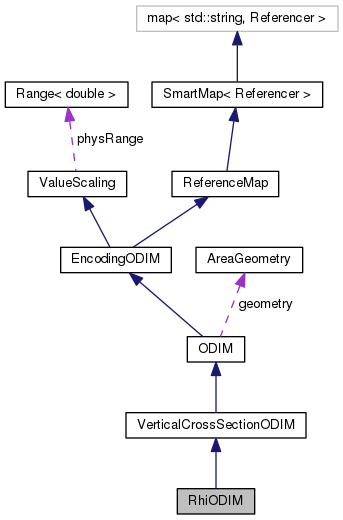 map< std::string, Referencer >
Range< double >
SmartMap< Referencer >
physRange
ValueScaling
ReferenceMap
EncodingODIM
AreaGeometry
geometry
ODIM
VerticalCrossSectionODIM
RhiODIM